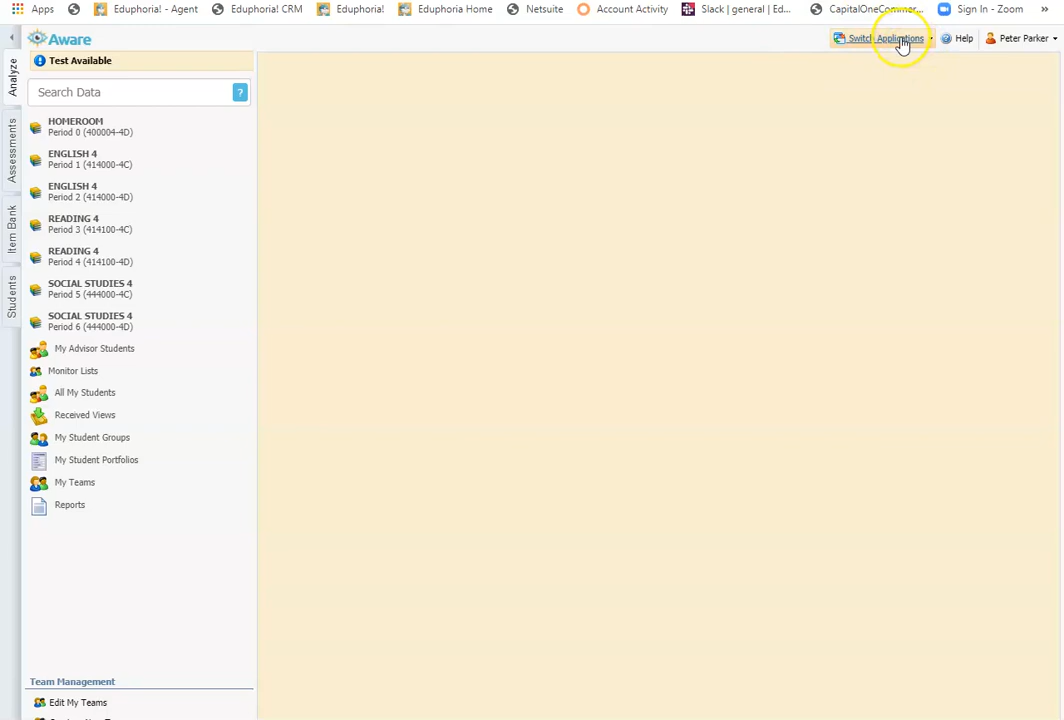 Apps
Eduphoria! - Agent
Eduphoria! CRM
Eduphoria!
Eduphoria Home
Netsuite
Account Activity
Slack | general | Ed...
CapitalOneCommer...
Sign In - Zoom
»
Aware
Switch Applications
Help
Peter Parker
Test Available
Search Data
?
Analyze
Assessments
Item Bank
Students
HOMEROOM
Period 0 (400004-4D)
ENGLISH 4
Period 1 (414000-4C)
ENGLISH 4
Period 2 (414000-4D)
READING 4
Period 3 (414100-4C)
READING 4
Period 4 (414100-4D)
SOCIAL STUDIES 4
Period 5 (444000-4C)
SOCIAL STUDIES 4
Period 6 (444000-4D)
My Advisor Students
Monitor Lists
All My Students
Received Views
My Student Groups
My Student Portfolios
My Teams
Reports
Team Management
Edit My Teams